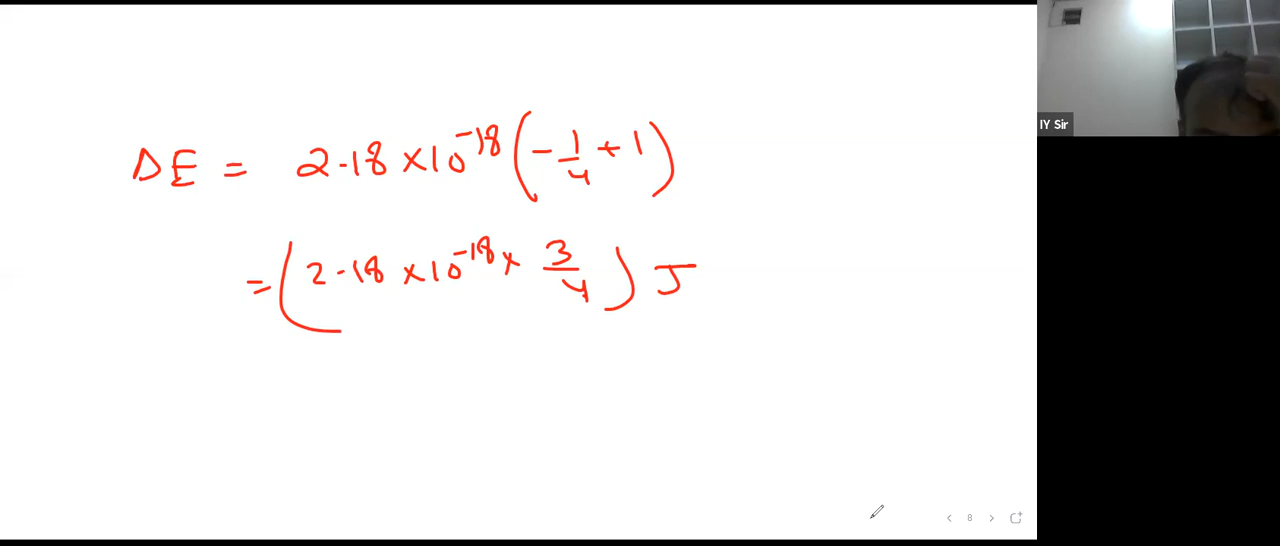 ΔE = 2.18 × 10⁻¹⁸ (-1/4 + 1)
= (2.18 × 10⁻¹⁸ × 3/4) J
IY Sir
8